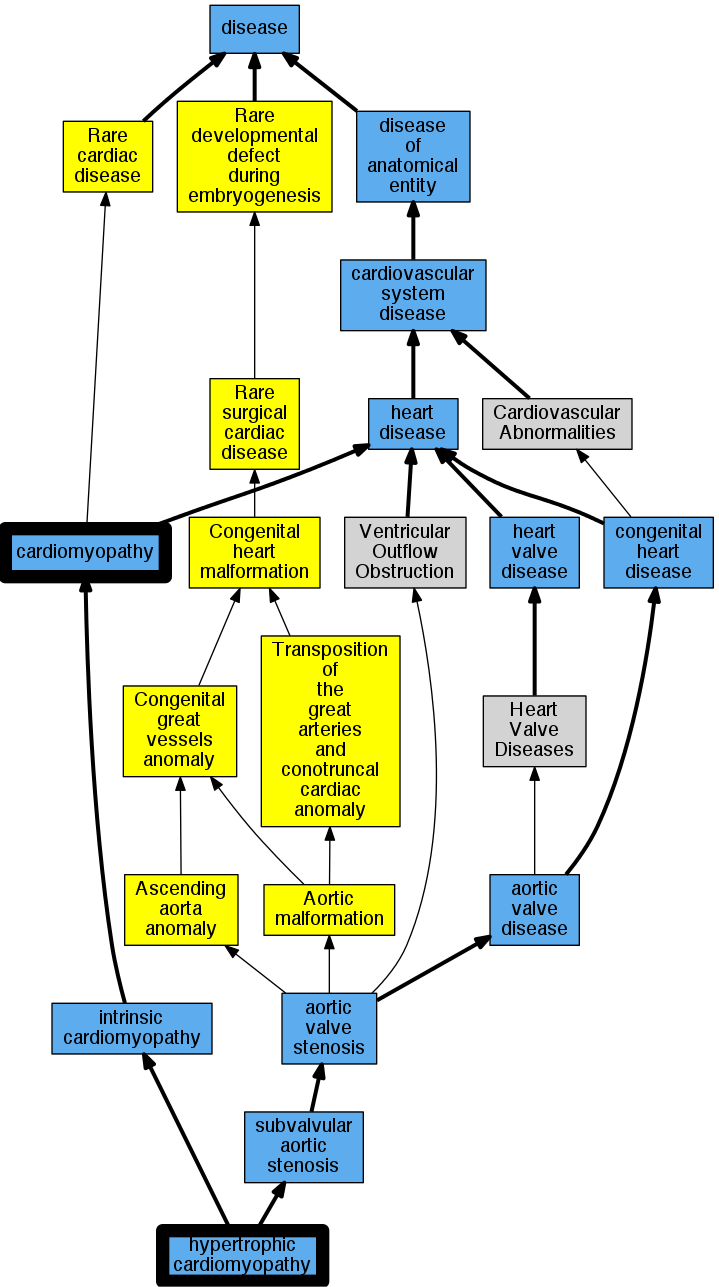 disease
Rare
cardiac
disease
Rare
developmental
defect
during
embryogenesis
disease
of
anatomical
entity
cardiovascular
system
disease
Rare
surgical
cardiac
disease
heart
disease
Cardiovascular
Abnormalities
cardiomyopathy
Congenital
heart
malformation
Ventricular
Outflow
Obstruction
heart
valve
disease
congenital
heart
disease
Congenital
great
vessels
anomaly
Transposition
of
the
great
arteries
and
conotruncal
cardiac
anomaly
Heart
Valve
Diseases
Ascending
aorta
anomaly
Aortic
malformation
aortic
valve
disease
intrinsic
cardiomyopathy
aortic
valve
stenosis
subvalvular
aortic
stenosis
hypertrophic
cardiomyopathy